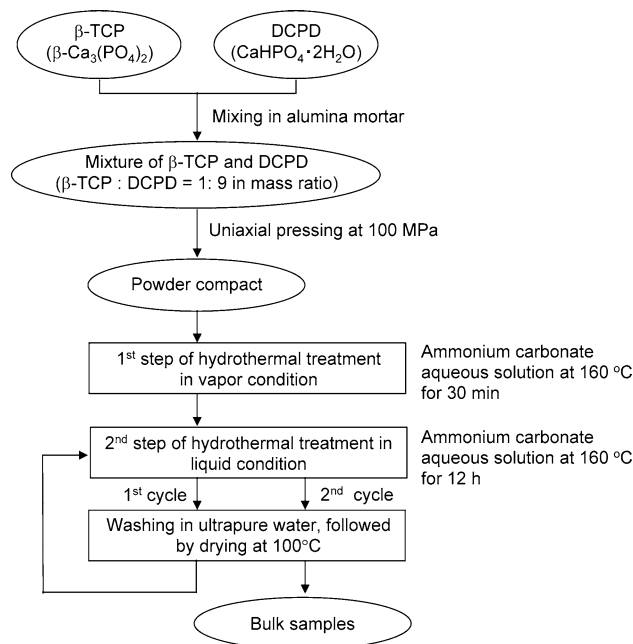 β-TCP
(β-Ca₃(PO₄)₂)
DCPD
(CaHPO₄·2H₂O)
Mixing in alumina mortar
Mixture of β-TCP and DCPD
(β-TCP : DCPD = 1: 9 in mass ratio)
Uniaxial pressing at 100 MPa
Powder compact
1st step of hydrothermal treatment
in vapor condition
Ammonium carbonate
aqueous solution at 160 °C
for 30 min
2nd step of hydrothermal treatment in
liquid condition
Ammonium carbonate
aqueous solution at 160 °C
for 12 h
1st cycle
2nd cycle
Washing in ultrapure water, followed
by drying at 100°C
Bulk samples